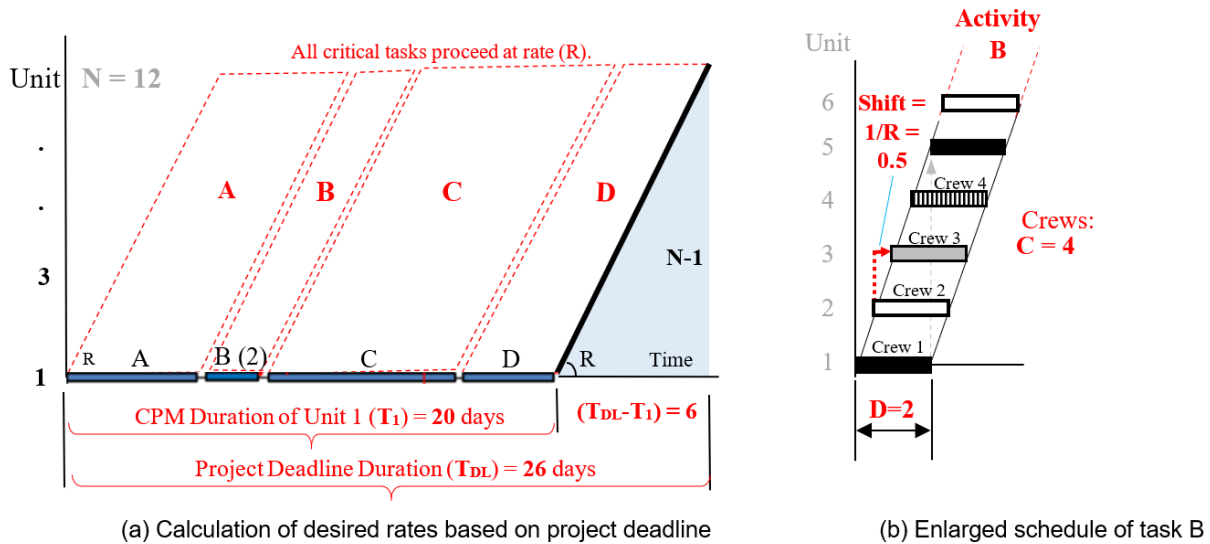 All critical tasks proceed at rate (R).
Unit
N = 12
.
.
3
1
A
B
C
D
N-1
R
A
B (2)
C
D
R
Time
CPM Duration of Unit 1 (T₁) = 20 days
(T_DL-T₁) = 6
Project Deadline Duration (T_DL) = 26 days
(a) Calculation of desired rates based on project deadline
Activity
B
Unit
6
5
4
3
2
1
Shift =
1/R =
0.5
Crew 4
Crew 3
Crew 2
Crew 1
Crews:
C = 4
D=2
(b) Enlarged schedule of task B